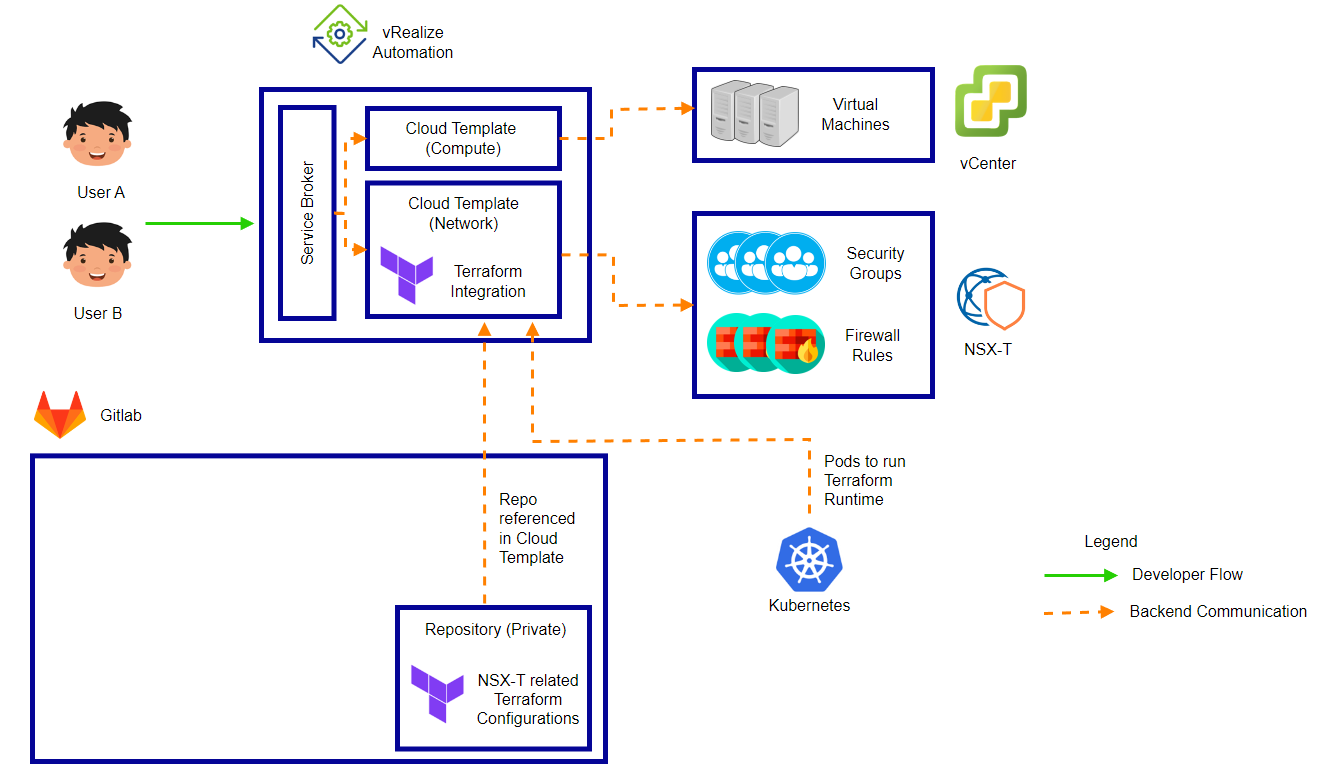 vRealize
Automation
User A
User B
Service Broker
Cloud Template
(Compute)
Cloud Template
(Network)
Terraform
Integration
Virtual
Machines
vCenter
Security
Groups
Firewall
Rules
NSX-T
Gitlab
Repo
referenced
in Cloud
Template
Pods to run
Terraform
Runtime
Kubernetes
Repository (Private)
NSX-T related
Terraform
Configurations
Legend
Developer Flow
Backend Communication